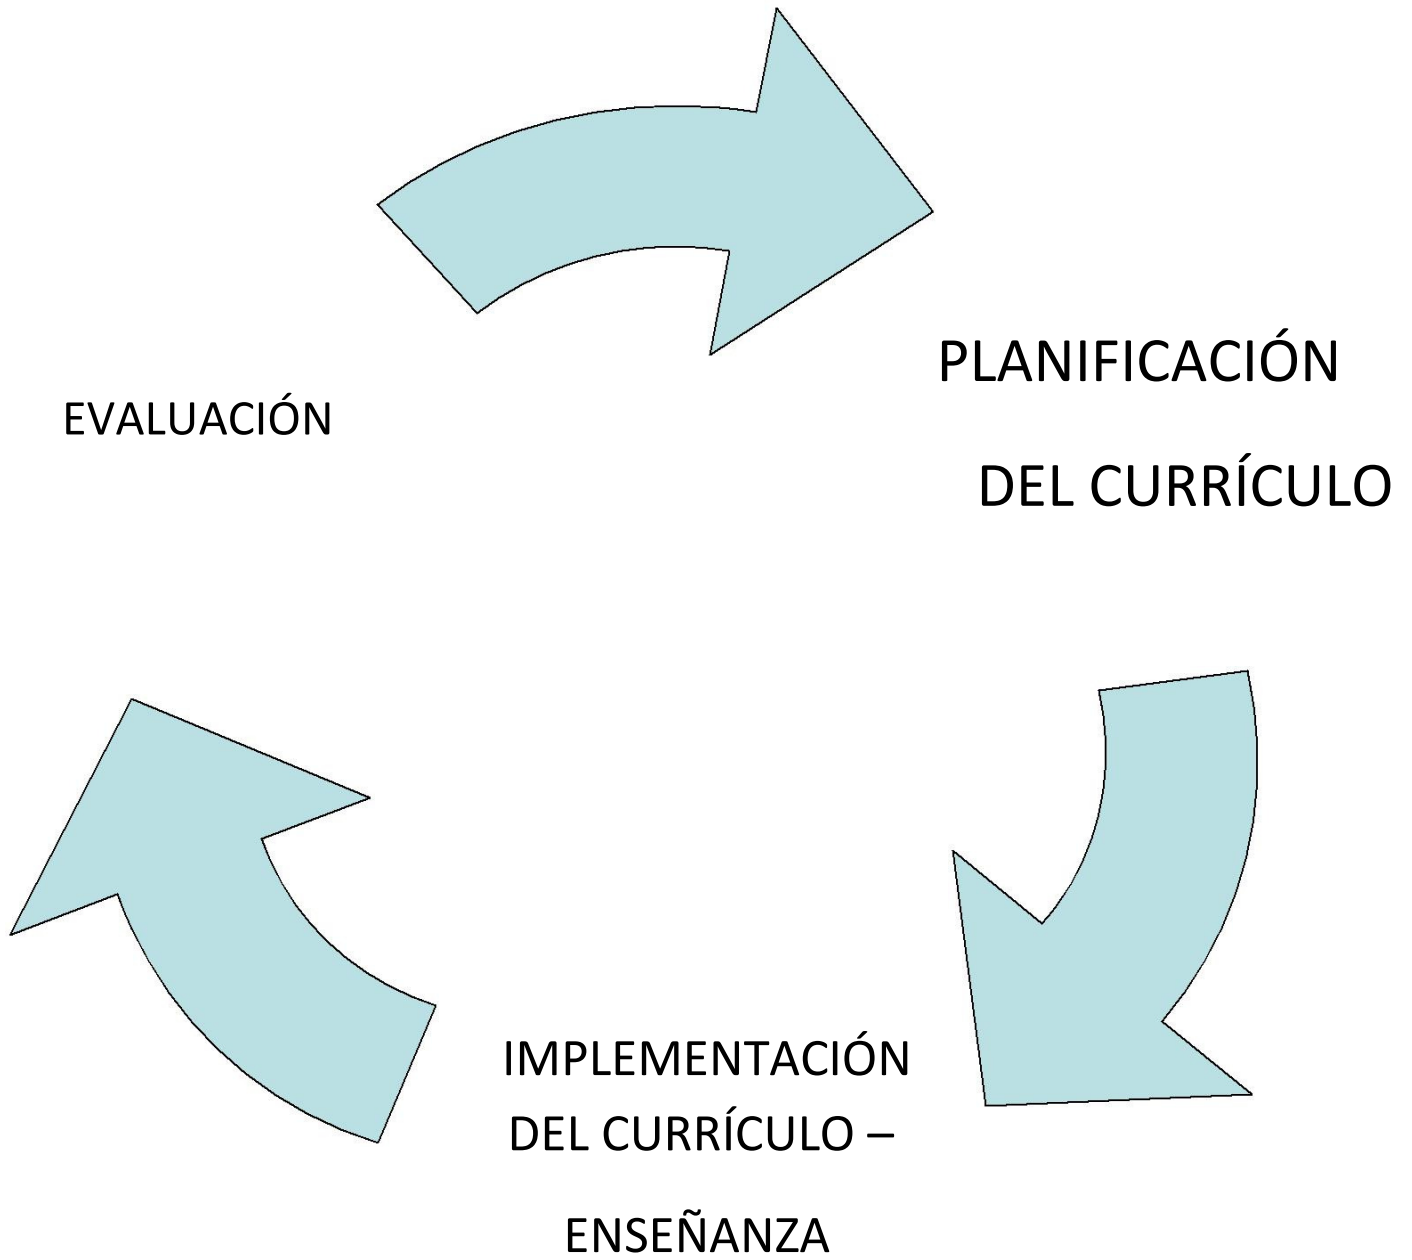 PLANIFICACIÓN
DEL CURRÍCULO
EVALUACIÓN
IMPLEMENTACIÓN
DEL CURRÍCULO –
ENSEÑANZA